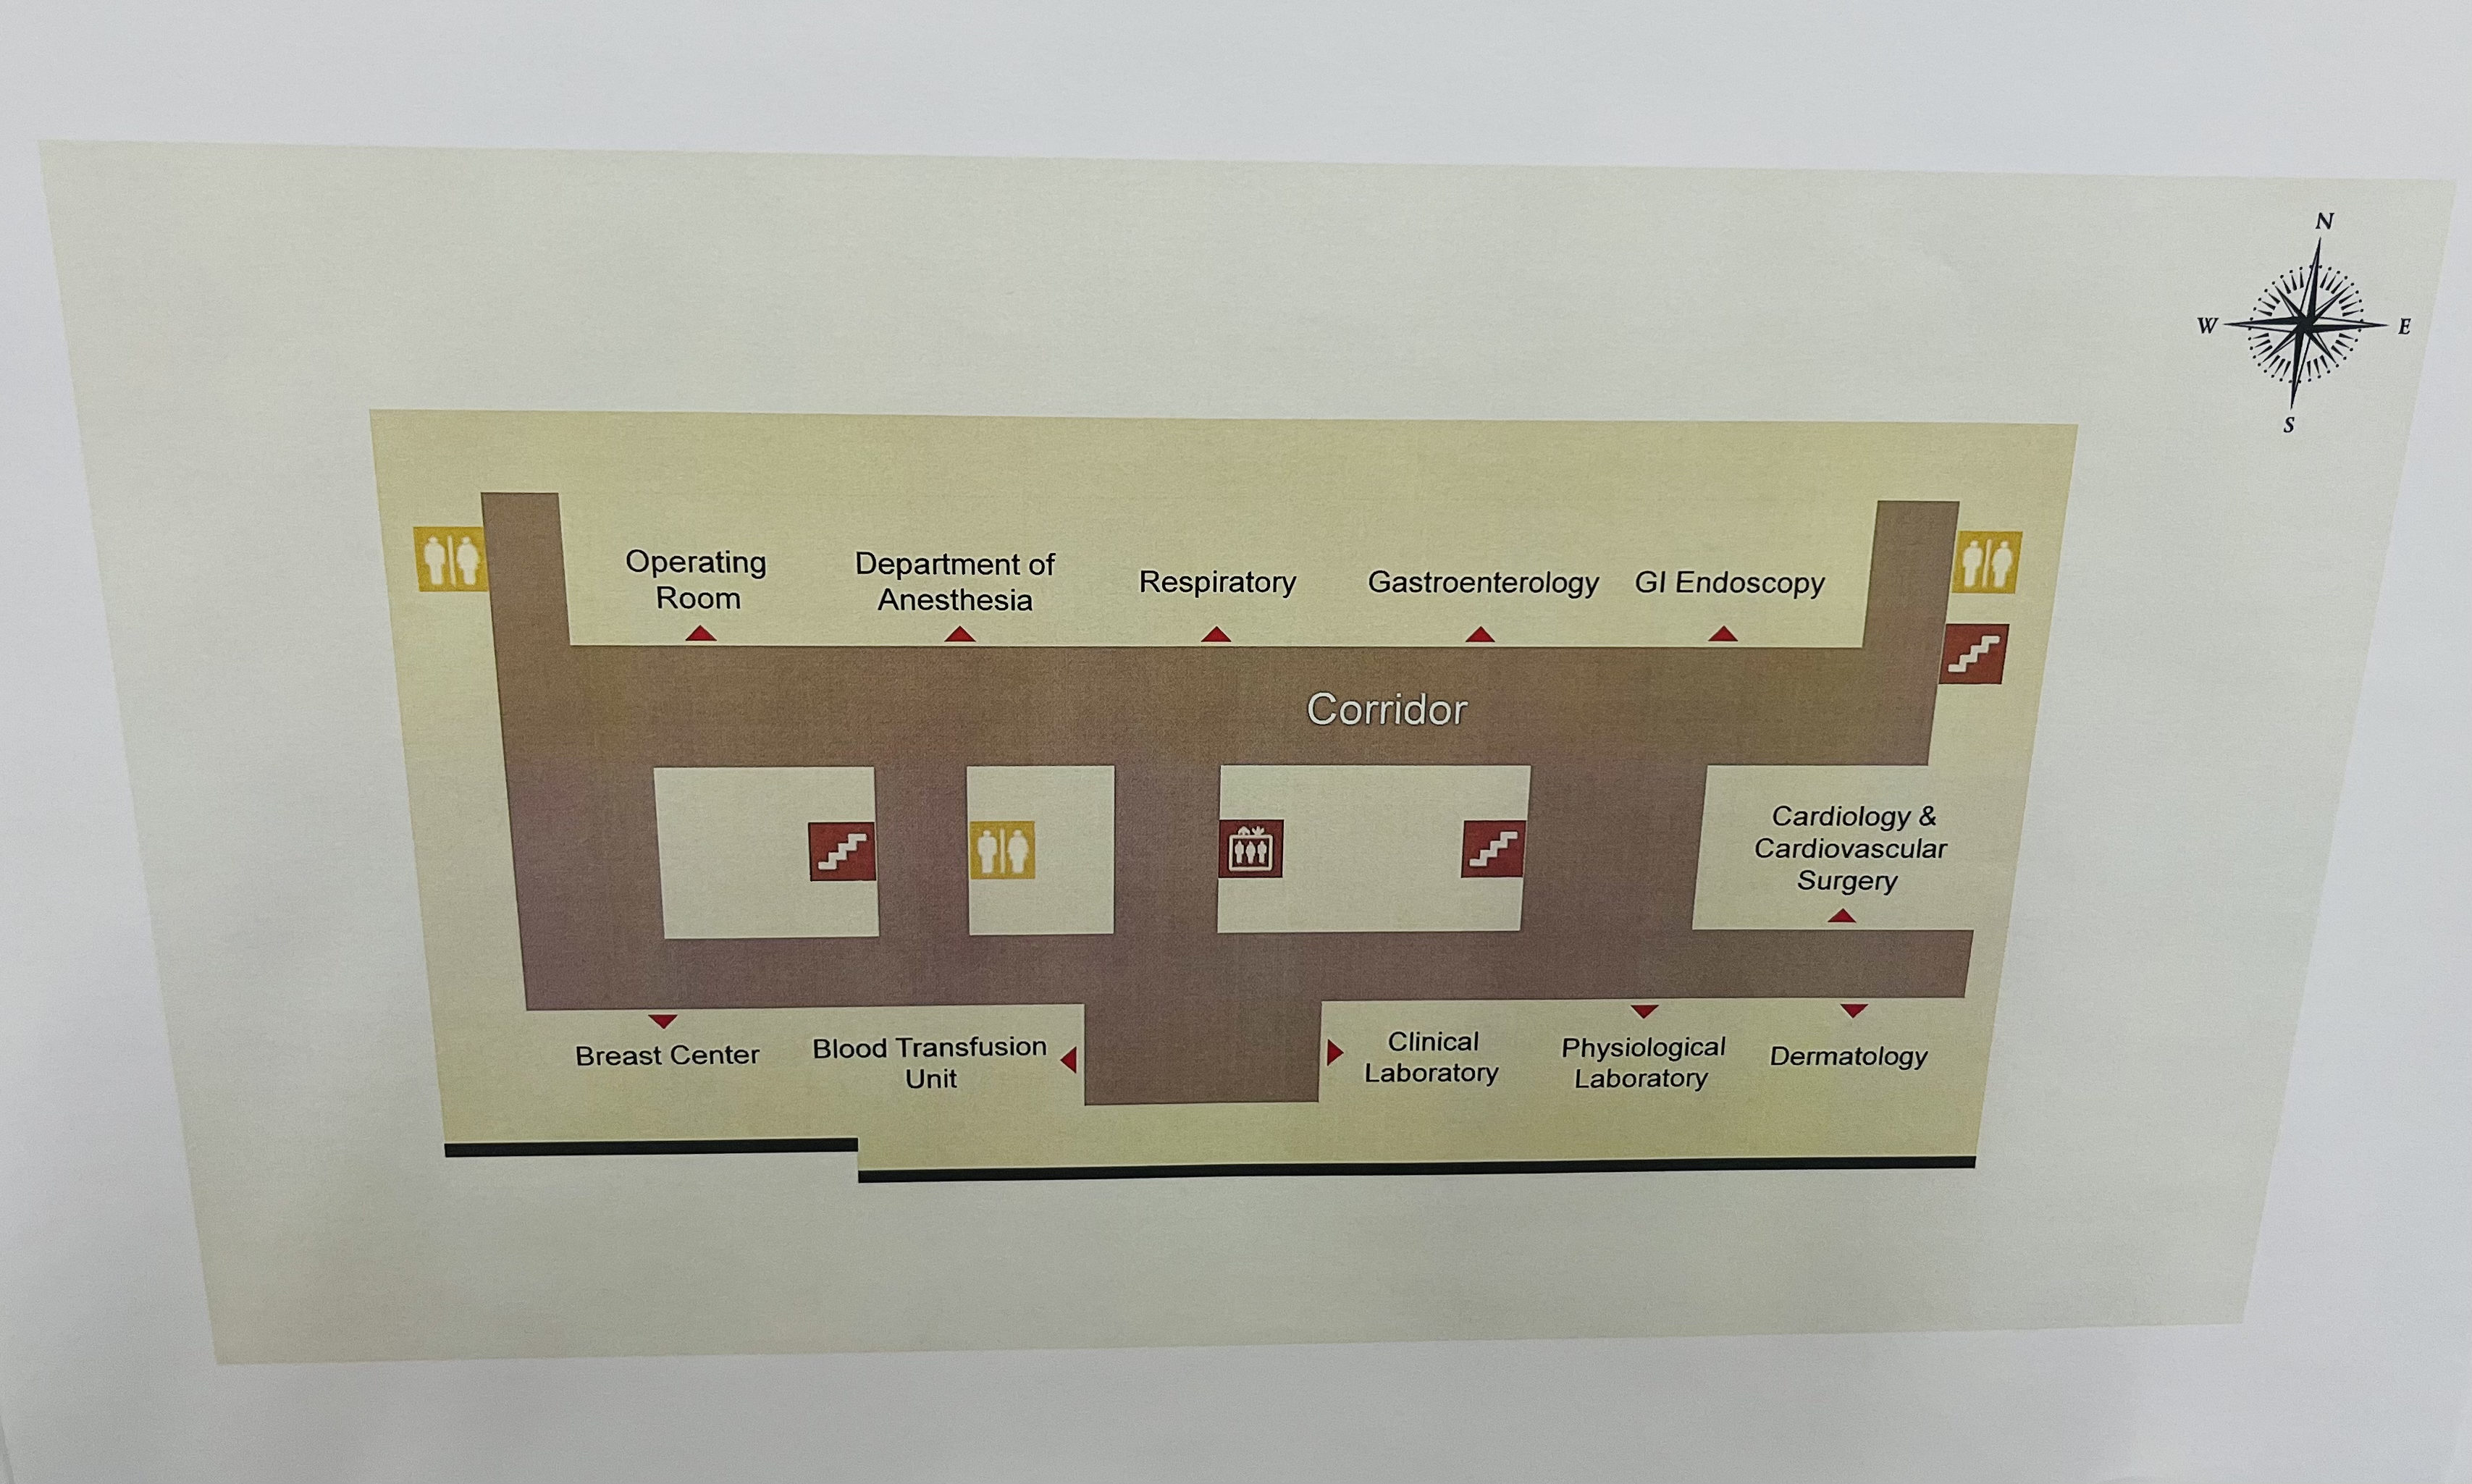 N
W
E
S
Operating
Room
Department of
Anesthesia
Respiratory
Gastroenterology
GI Endoscopy
Corridor
Cardiology &
Cardiovascular
Surgery
Breast Center
Blood Transfusion
Unit
Clinical
Laboratory
Physiological
Laboratory
Dermatology